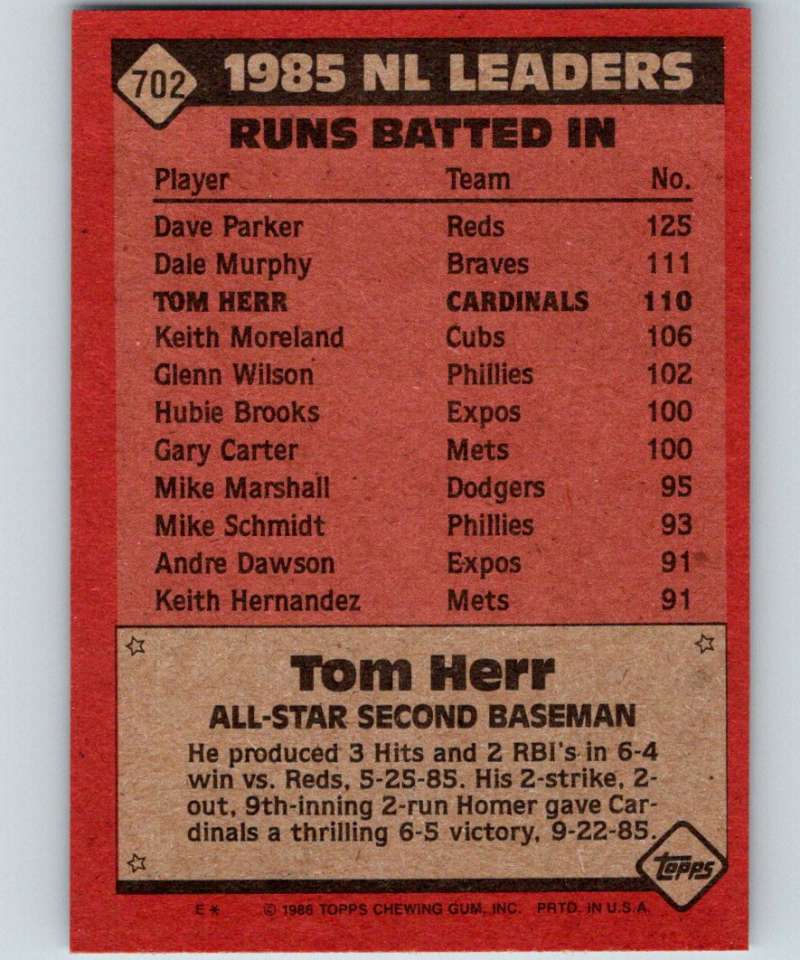 702 1985 NL LEADERS
RUNS BATTED IN
Player Team No.
Dave Parker Reds 125
Dale Murphy Braves 111
TOM HERR CARDINALS 110
Keith Moreland Cubs 106
Glenn Wilson Phillies 102
Hubie Brooks Expos 100
Gary Carter Mets 100
Mike Marshall Dodgers 95
Mike Schmidt Phillies 93
Andre Dawson Expos 91
Keith Hernandez Mets 91
Tom Herr
ALL-STAR SECOND BASEMAN
He produced 3 Hits and 2 RBI's in 6-4
win vs. Reds, 5-25-85. His 2-strike, 2-
out, 9th-inning 2-run Homer gave Car-
dinals a thrilling 6-5 victory, 9-22-85.
topps
E * © 1986 TOPPS CHEWING GUM, INC. PRTD. IN U.S.A.